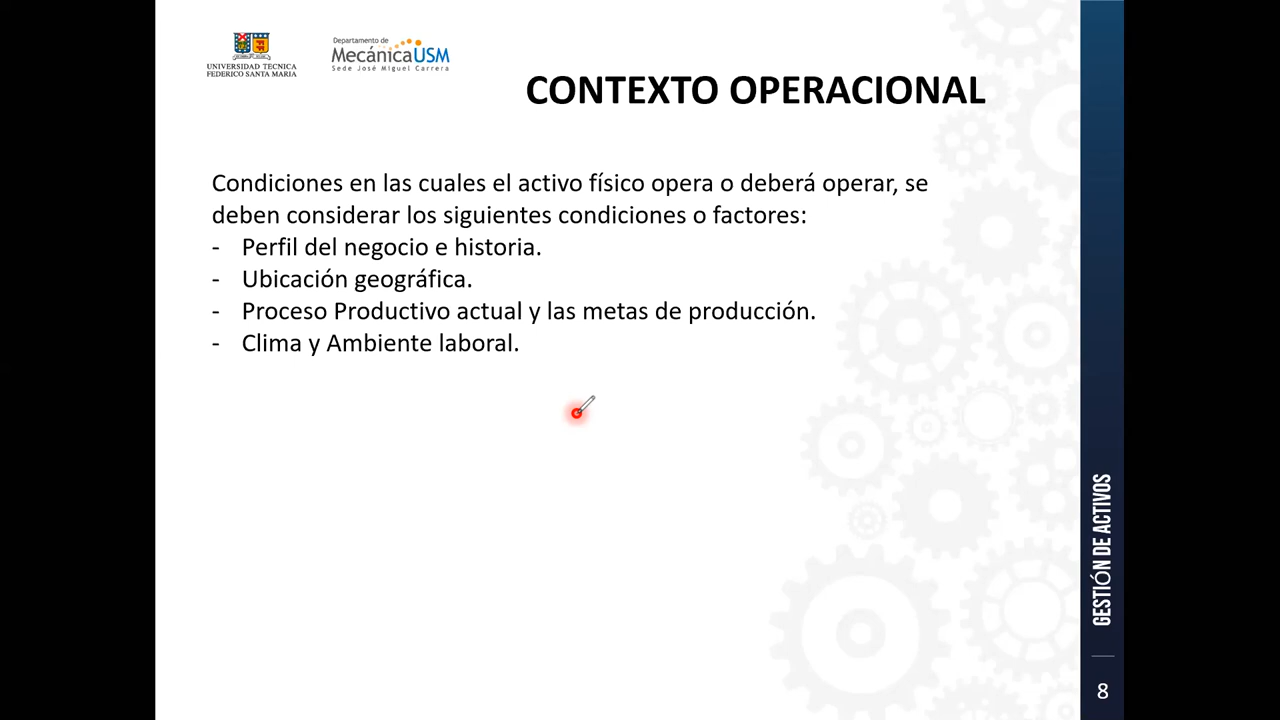 UNIVERSIDAD TECNICA
FEDERICO SANTA MARIA
Departamento de
MecánicaUSM
Sede José Miguel Carrera
CONTEXTO OPERACIONAL
Condiciones en las cuales el activo físico opera o deberá operar, se
deben considerar los siguientes condiciones o factores:
- Perfil del negocio e historia.
- Ubicación geográfica.
- Proceso Productivo actual y las metas de producción.
- Clima y Ambiente laboral.
GESTIÓN DE ACTIVOS
8